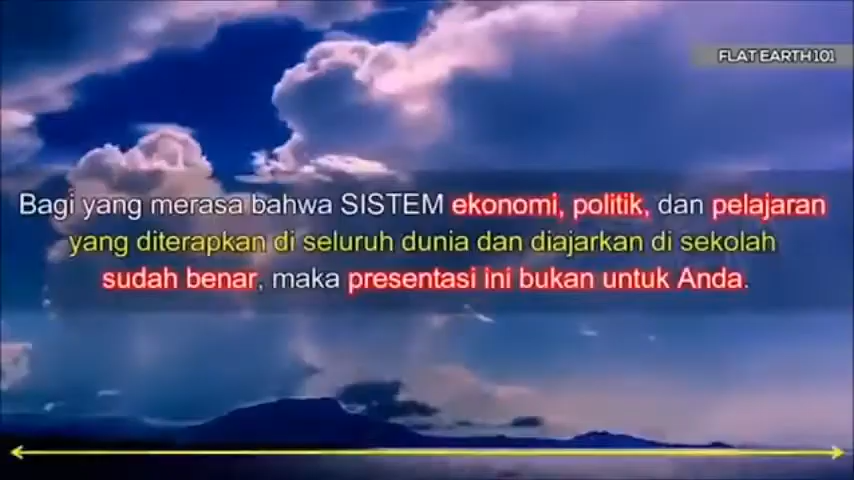 FLAT EARTH 101
Bagi yang merasa bahwa SISTEM ekonomi, politik, dan pelajaran
yang diterapkan di seluruh dunia dan diajarkan di sekolah
sudah benar, maka presentasi ini bukan untuk Anda.